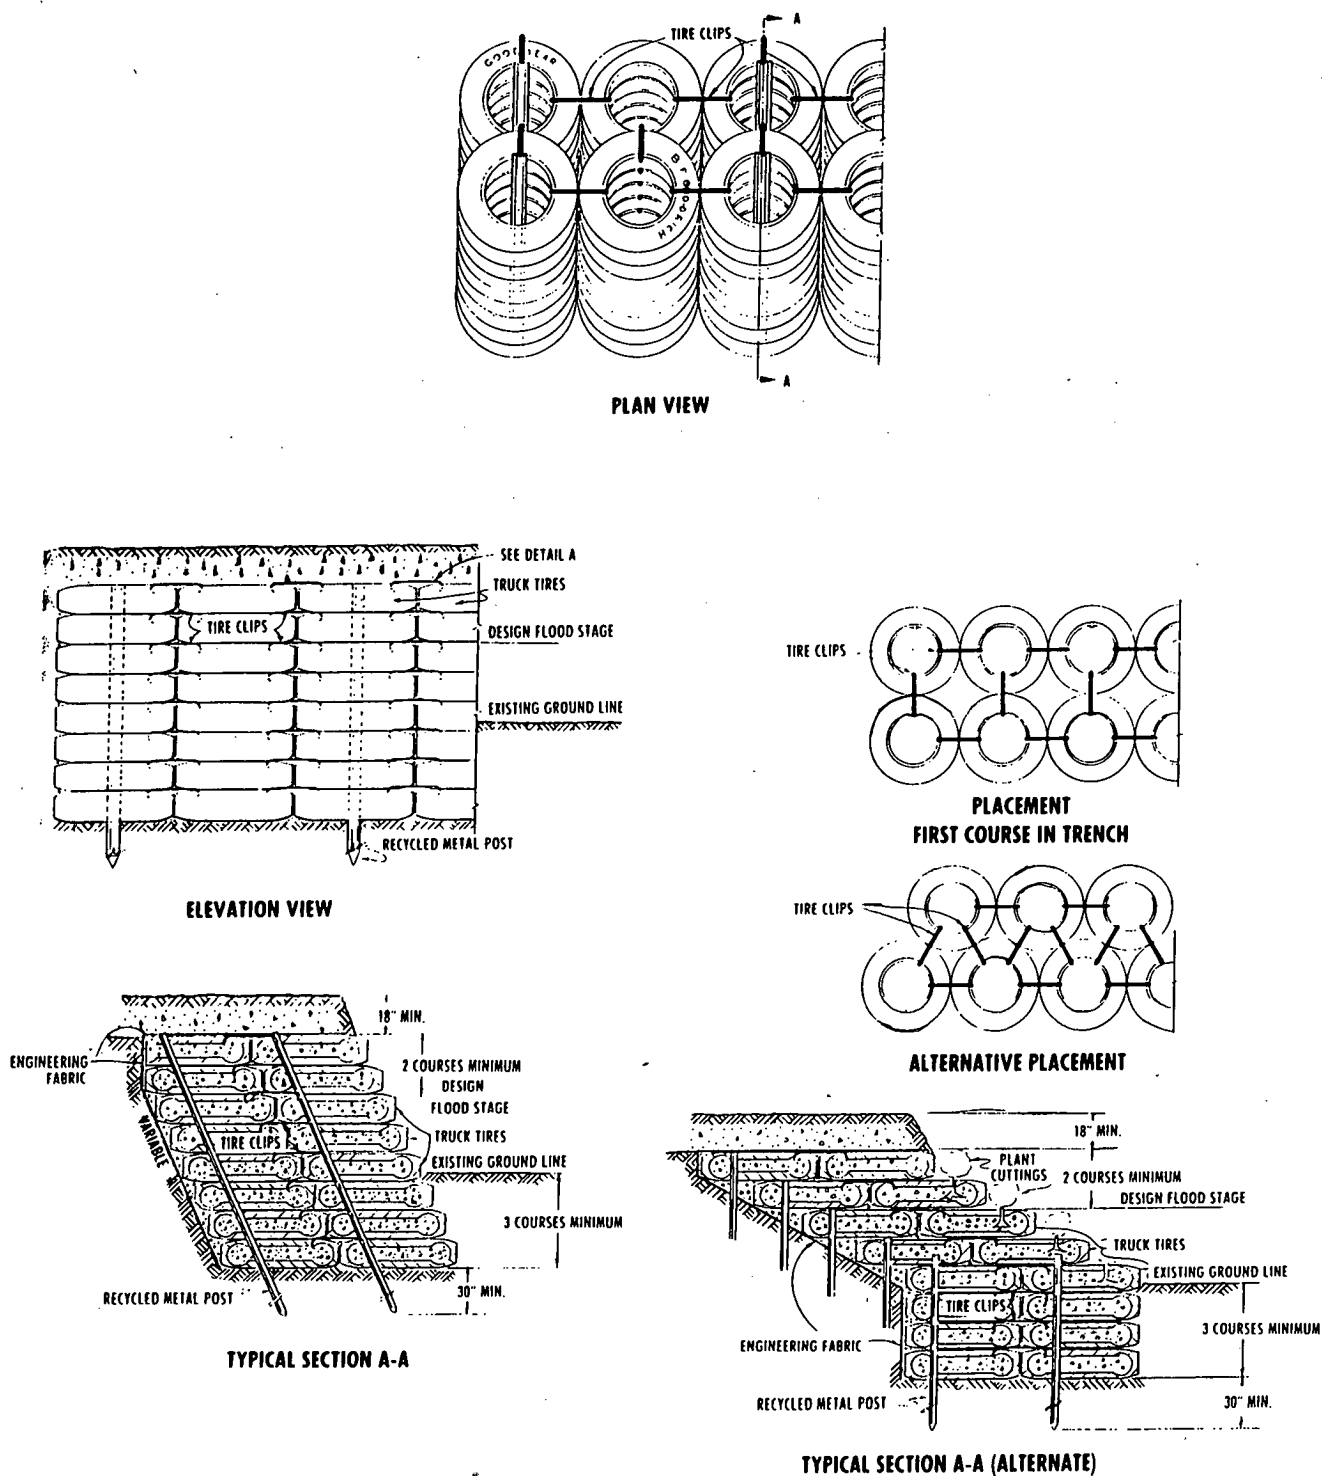 A
TIRE CLIPS
GOODYEAR
A
PLAN VIEW
SEE DETAIL A
TRUCK TIRES
TIRE CLIPS
DESIGN FLOOD STAGE
EXISTING GROUND LINE
RECYCLED METAL POST
ELEVATION VIEW
TIRE CLIPS
PLACEMENT
FIRST COURSE IN TRENCH
TIRE CLIPS
ALTERNATIVE PLACEMENT
18" MIN.
ENGINEERING
FABRIC
2 COURSES MINIMUM
DESIGN
FLOOD STAGE
VARIABLE
TIRE CLIPS
TRUCK TIRES
EXISTING GROUND LINE
3 COURSES MINIMUM
RECYCLED METAL POST
30" MIN.
TYPICAL SECTION A-A
18" MIN.
PLANT
CUTTINGS
2 COURSES MINIMUM
DESIGN FLOOD STAGE
TRUCK TIRES
EXISTING GROUND LINE
TIRE CLIPS
3 COURSES MINIMUM
ENGINEERING FABRIC
RECYCLED METAL POST
30" MIN.
TYPICAL SECTION A-A (ALTERNATE)